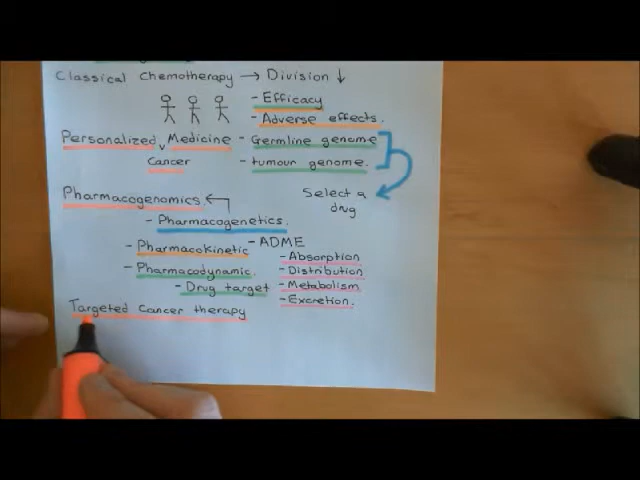 Classical Chemotherapy → Division ↓
- Efficacy
- Adverse effects.
Personalized Medicine - Germline genome
Cancer - tumour genome.
Select a
drug
Pharmacogenomics
- Pharmacogenetics.
- Pharmacokinetic - ADME
- Absorption
- Pharmacodynamic. - Distribution
- Drug target - Metabolism
- Excretion.
Targeted Cancer therapy